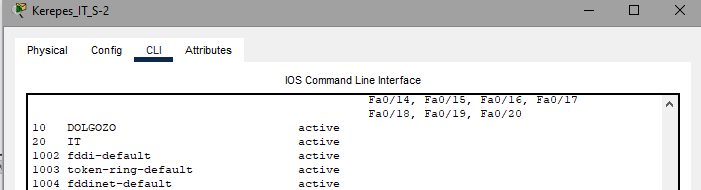 Kerepes_IT_S-2
Physical Config CLI Attributes
IOS Command Line Interface
Fa0/14, Fa0/15, Fa0/16, Fa0/17
Fa0/18, Fa0/19, Fa0/20
10 DOLGOZO active
20 IT active
1002 fddi-default active
1003 token-ring-default active
1004 fddinet-default active